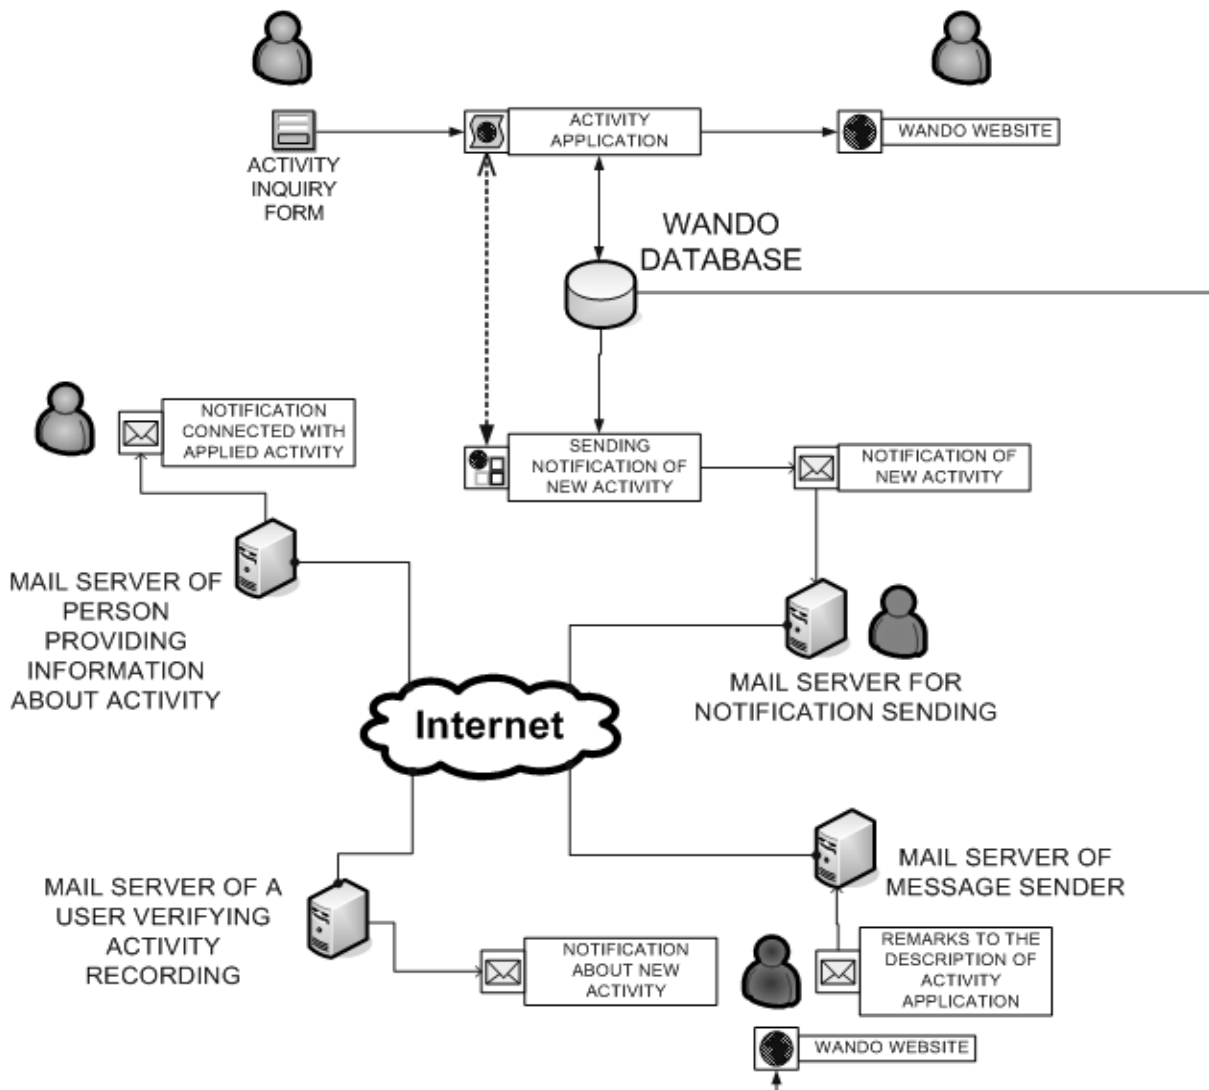 ACTIVITY
APPLICATION
WANDO WEBSITE
ACTIVITY
INQUIRY
FORM
WANDO
DATABASE
NOTIFICATION
CONNECTED WITH
APPLIED ACTIVITY
SENDING
NOTIFICATION OF
NEW ACTIVITY
NOTIFICATION OF
NEW ACTIVITY
MAIL SERVER OF
PERSON
PROVIDING
INFORMATION
ABOUT ACTIVITY
MAIL SERVER FOR
NOTIFICATION SENDING
Internet
MAIL SERVER OF
MESSAGE SENDER
MAIL SERVER OF A
USER VERIFYING
ACTIVITY
RECORDING
NOTIFICATION
ABOUT NEW
ACTIVITY
REMARKS TO THE
DESCRIPTION OF
ACTIVITY
APPLICATION
WANDO WEBSITE